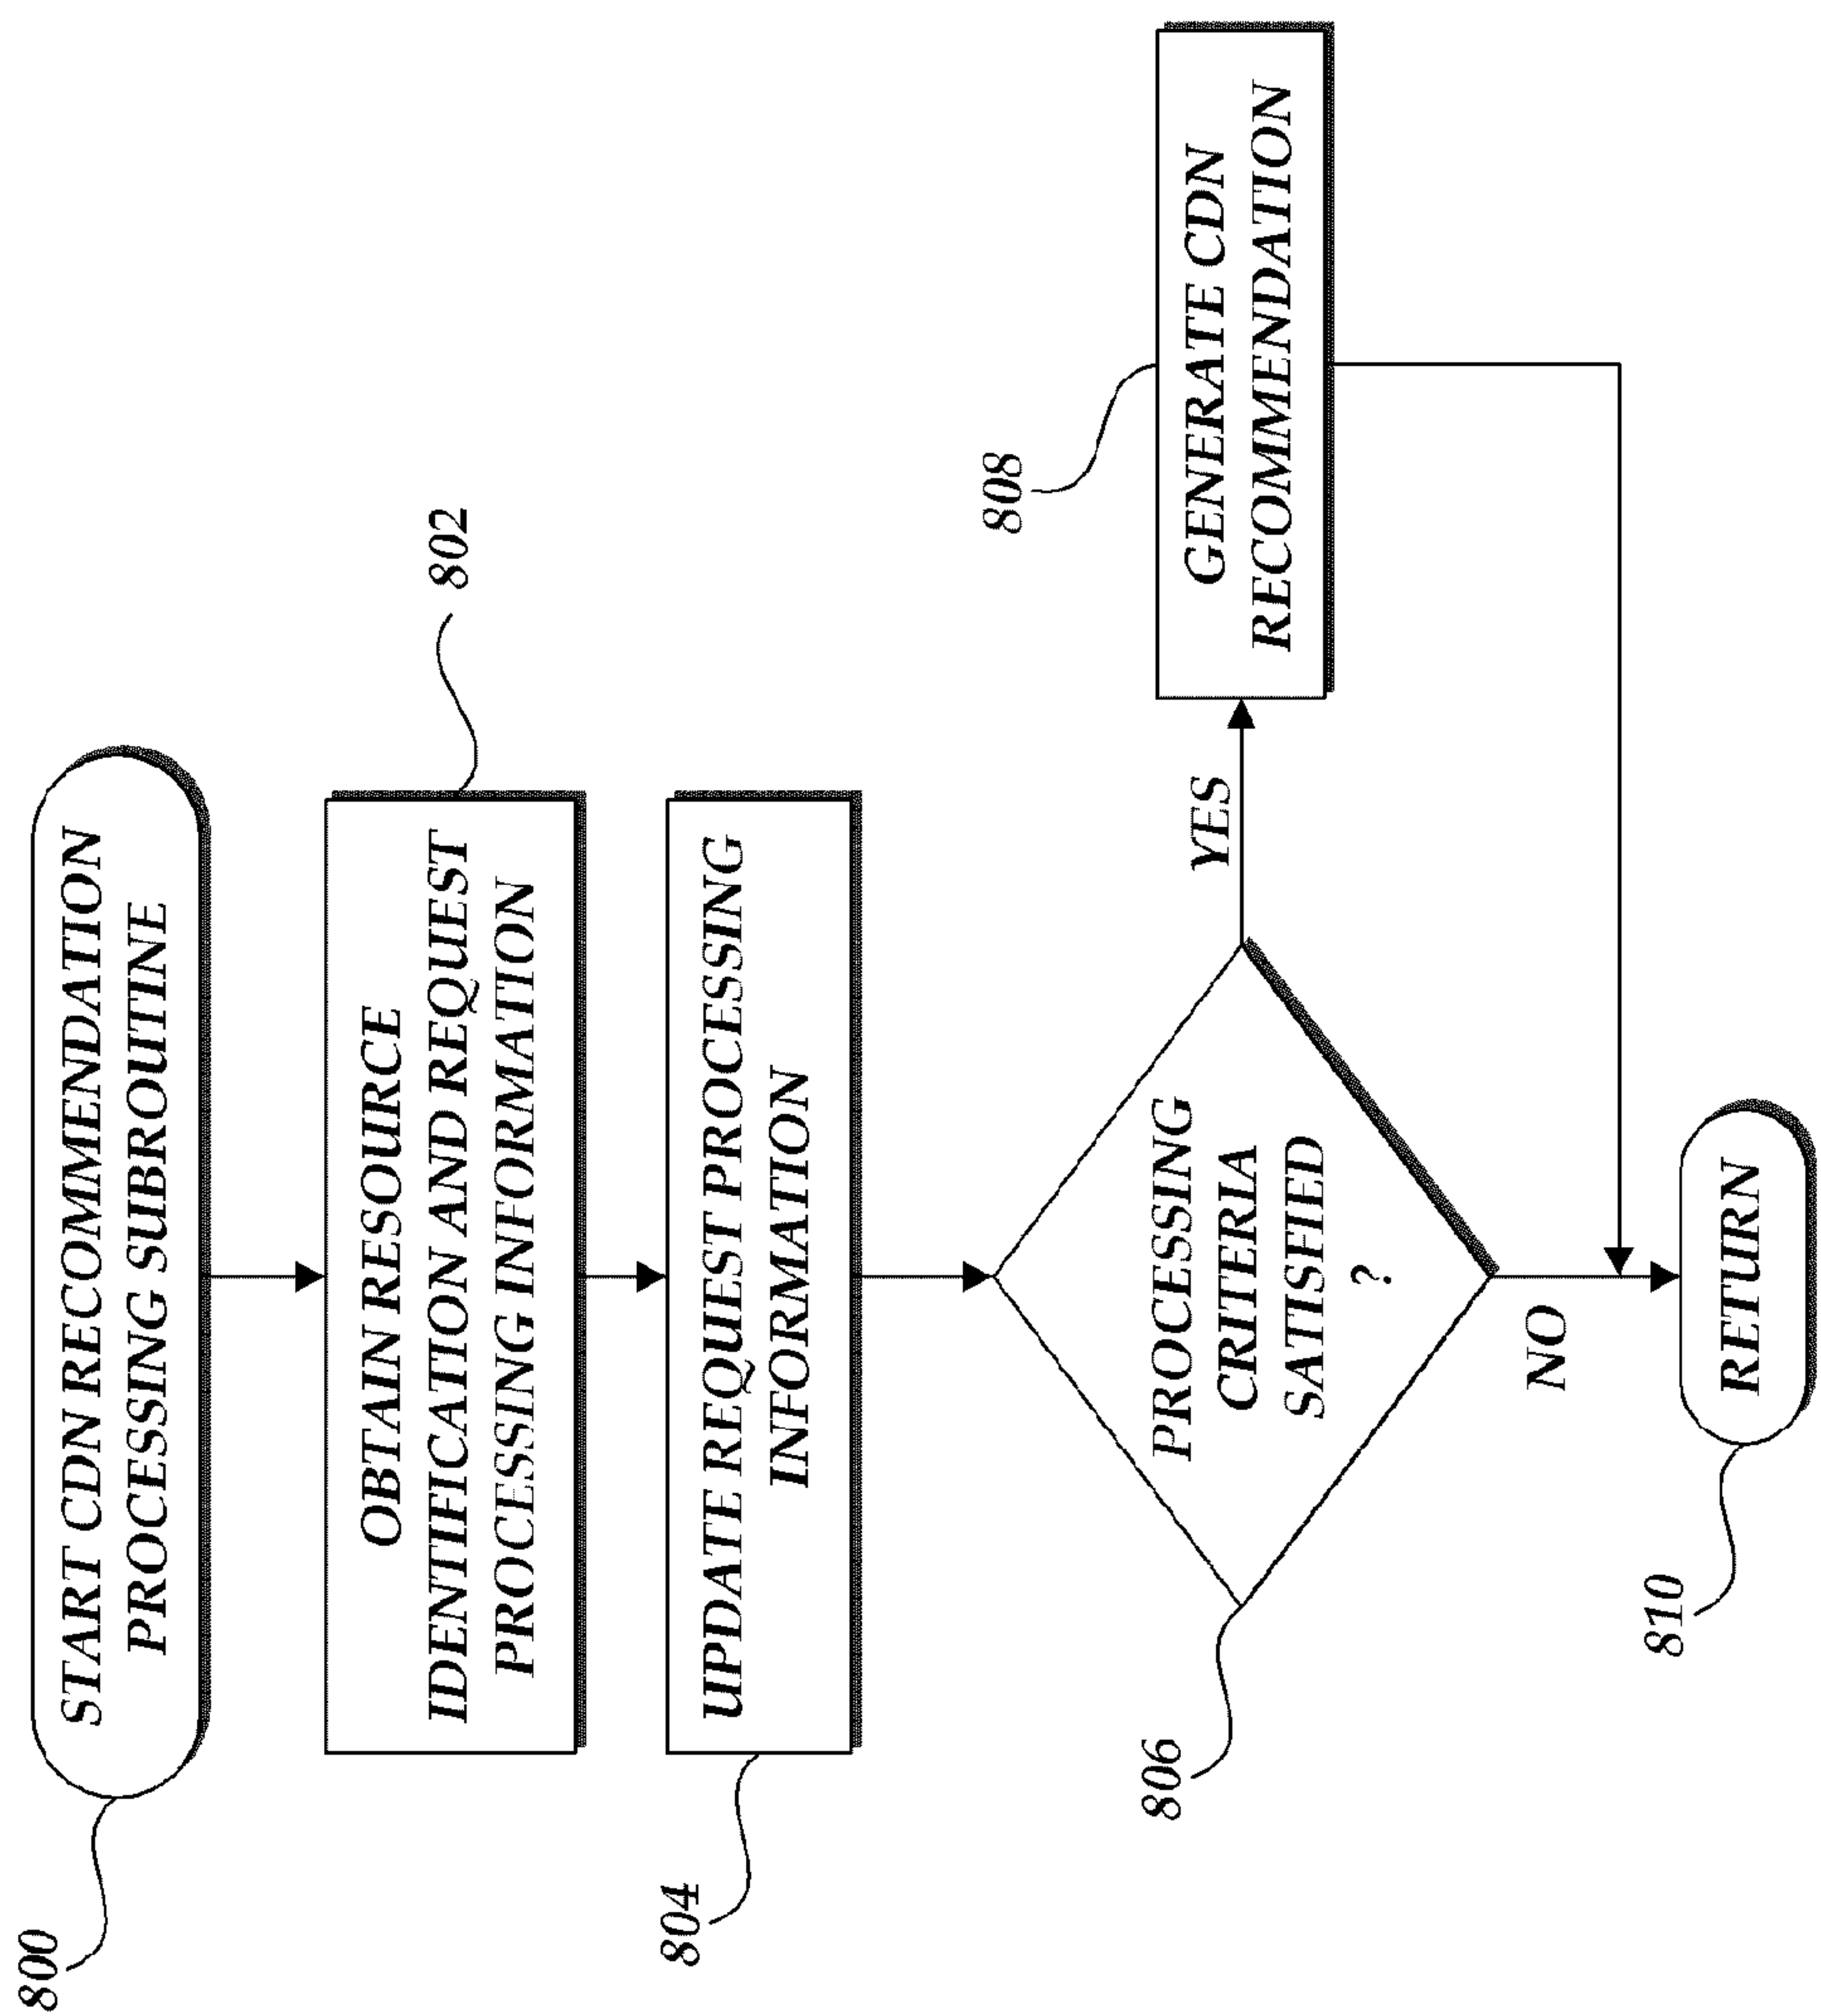 800
START CDN RECOMMENDATION
PROCESSING SUBROUTINE
802
OBTAIN RESOURCE
IDENTIFICATION AND REQUEST
PROCESSING INFORMATION
804
UPDATE REQUEST PROCESSING
INFORMATION
806
PROCESSING
CRITERIA
SATISFIED
?
YES
808
GENERATE CDN
RECOMMENDATION
NO
810
RETURN